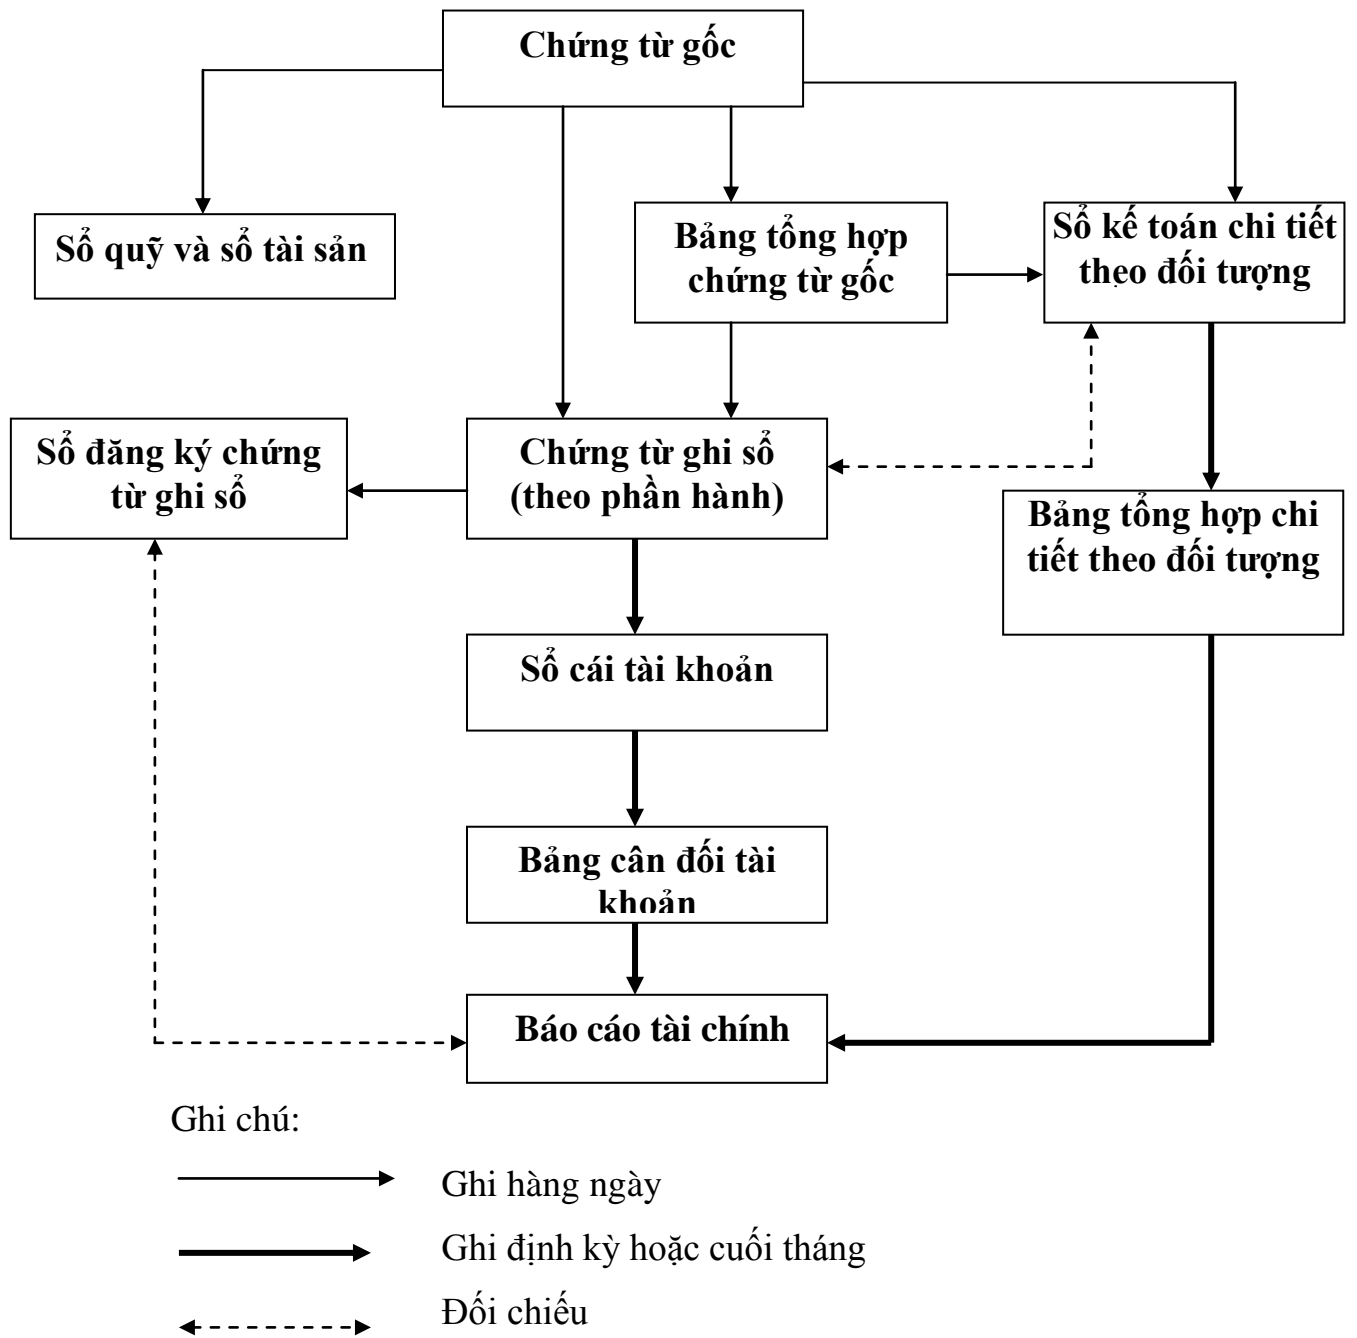 Chứng từ gốc
Sổ quỹ và sổ tài sản
Bảng tổng hợp
chứng từ gốc
Sổ kế toán chi tiết
theo đối tượng
Sổ đăng ký chứng
từ ghi sổ
Chứng từ ghi sổ
(theo phần hành)
Bảng tổng hợp chi
tiết theo đối tượng
Sổ cái tài khoản
Bảng cân đối tài
khoản
Báo cáo tài chính
Ghi chú:
Ghi hàng ngày
Ghi định kỳ hoặc cuối tháng
Đối chiếu